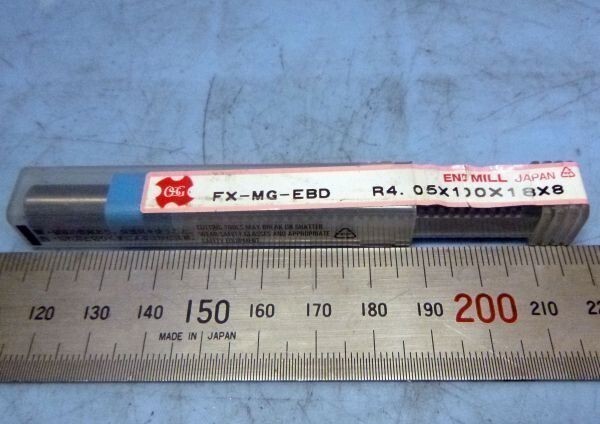 OSG
END MILL JAPAN
FX-MG-EBD R4.05X100X18X8
CUTTING TOOLS MAY BREAK OR SHATTER
WEAR SAFETY GLASSES AND APPROPRIATE
SAFETY EQUIPMENT
120 130 140 150 160 170 180 190 200 210
MADE IN JAPAN